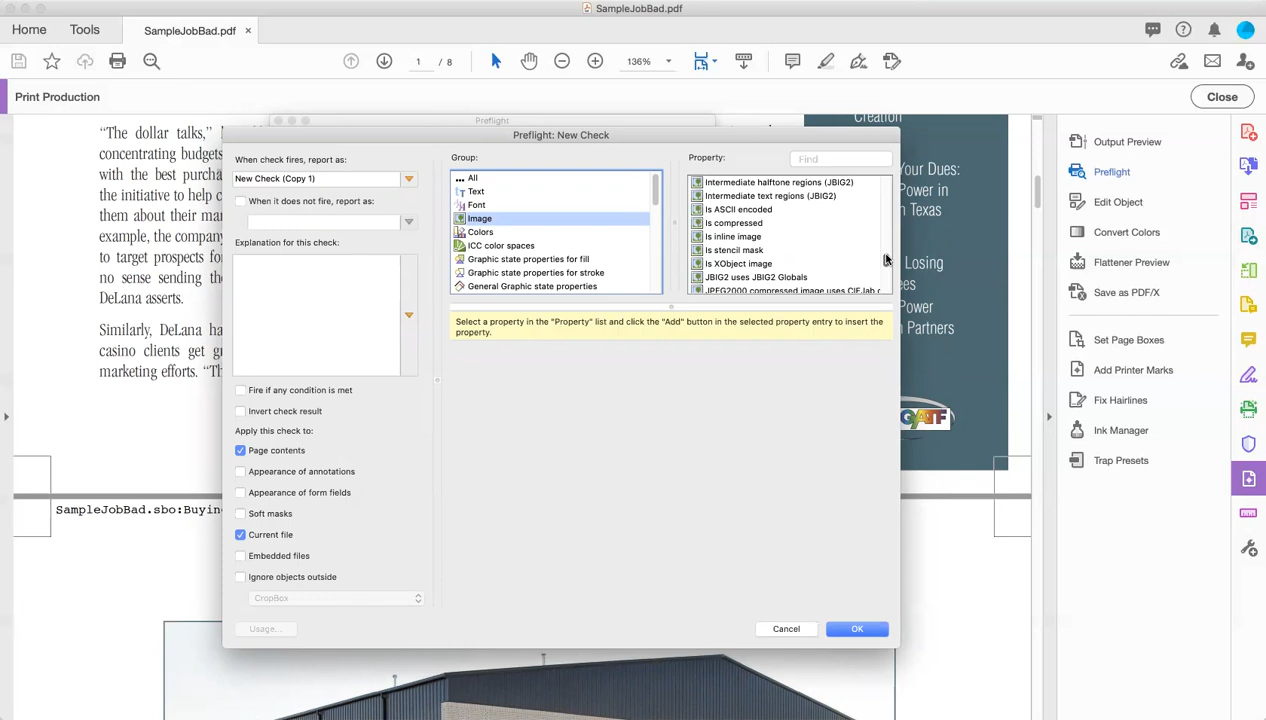 SampleJobBad.pdf
Home
Tools
SampleJobBad.pdf ×
1 / 8
136%
Print Production
Close
Preflight
Preflight: New Check
"The dollar talks,"
concentrating budgets
with the best purcha
the initiative to help c
them about their mar
example, the company
to target prospects for
no sense sending the
DeLana asserts.
Similarly, DeLana ha
casino clients get g
marketing efforts. "Th
When check fires, report as:
New Check (Copy 1)
When it does not fire, report as:
Explanation for this check:
Fire if any condition is met
Invert check result
Apply this check to:
Page contents
Appearance of annotations
Appearance of form fields
Soft masks
Current file
Embedded files
Ignore objects outside
CropBox
Usage...
Group:
All
Text
Font
Image
Colors
ICC color spaces
Graphic state properties for fill
Graphic state properties for stroke
General Graphic state properties
Property:
Find
Intermediate halftone regions (JBIG2)
Intermediate text regions (JBIG2)
Is ASCII encoded
Is compressed
Is inline image
Is stencil mask
Is XObject image
JBIG2 uses JBIG2 Globals
JPEG2000 compressed image uses CIEJab c
Select a property in the "Property" list and click the "Add" button in the selected property entry to insert the
property.
Cancel
OK
Creation
Your Dues:
Power in
n Texas
Losing
ees
Power
n Partners
GATF
SampleJobBad.sbo:Buyin
Output Preview
Preflight
Edit Object
Convert Colors
Flattener Preview
Save as PDF/X
Set Page Boxes
Add Printer Marks
Fix Hairlines
Ink Manager
Trap Presets